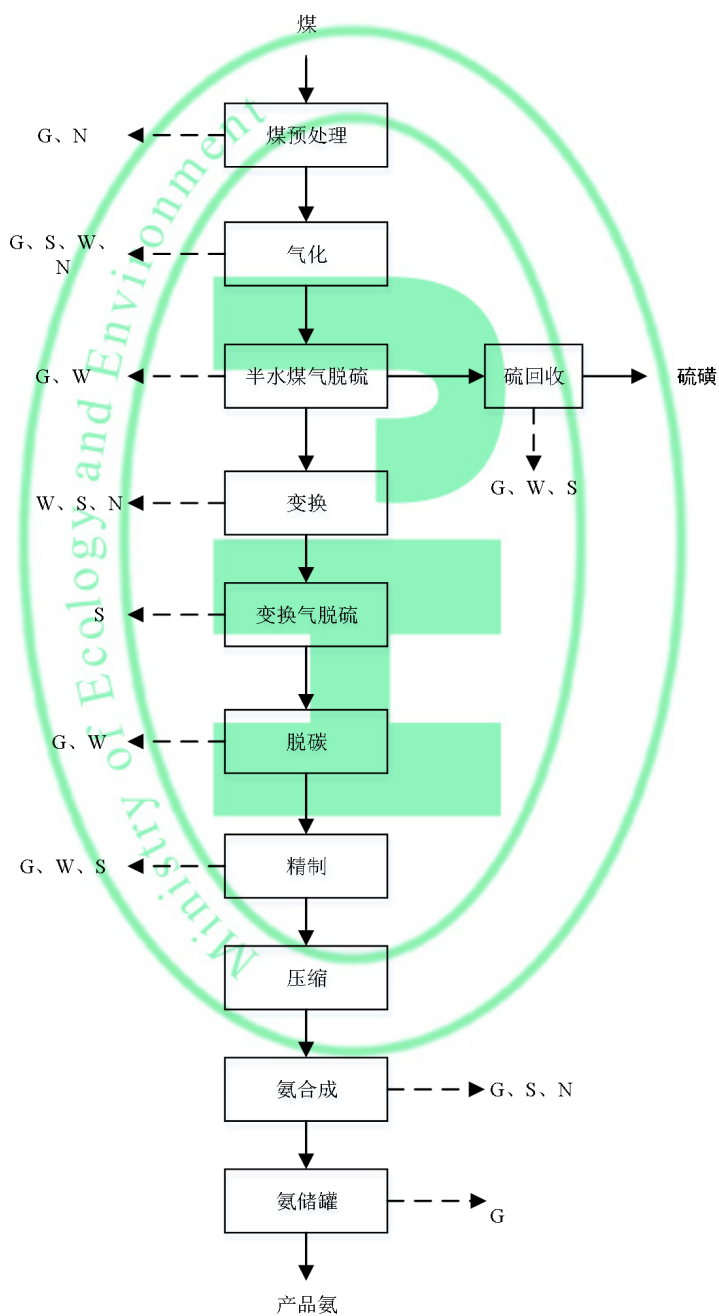 煤
煤预处理
G、N
气化
G、S、W、
N
半水煤气脱硫
G、W
硫回收
硫磺
G、W、S
变换
W、S、N
变换气脱硫
S
脱碳
G、W
精制
G、W、S
压缩
氨合成
G、S、N
氨储罐
G
产品氨
Ministry of Ecology and Environment